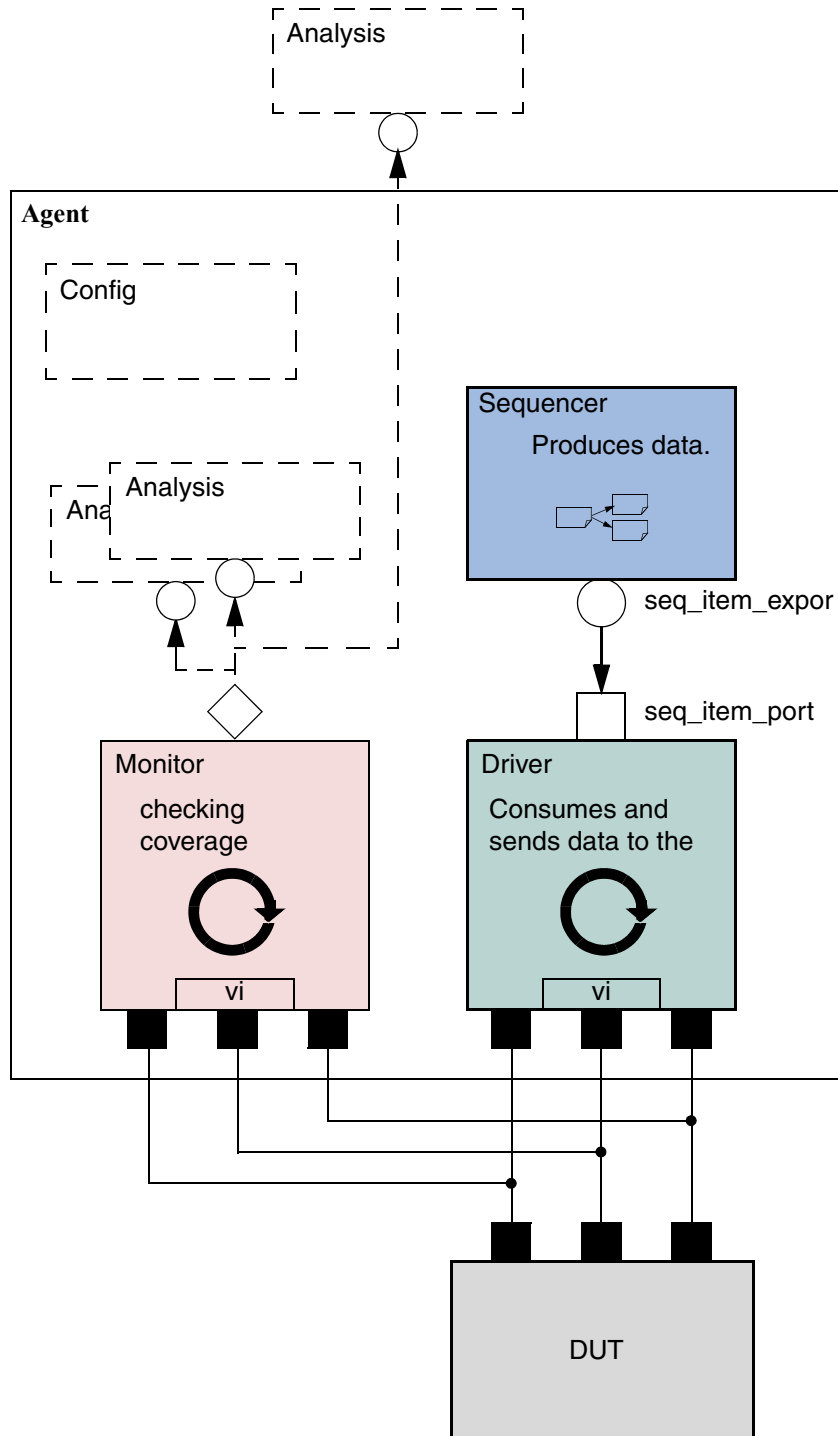 Analysis
Agent
Config
Sequencer
Produces data.
Analysis
Ana
seq_item_expor
seq_item_port
Monitor
checking
coverage
vi
Driver
Consumes and
sends data to the
vi
DUT